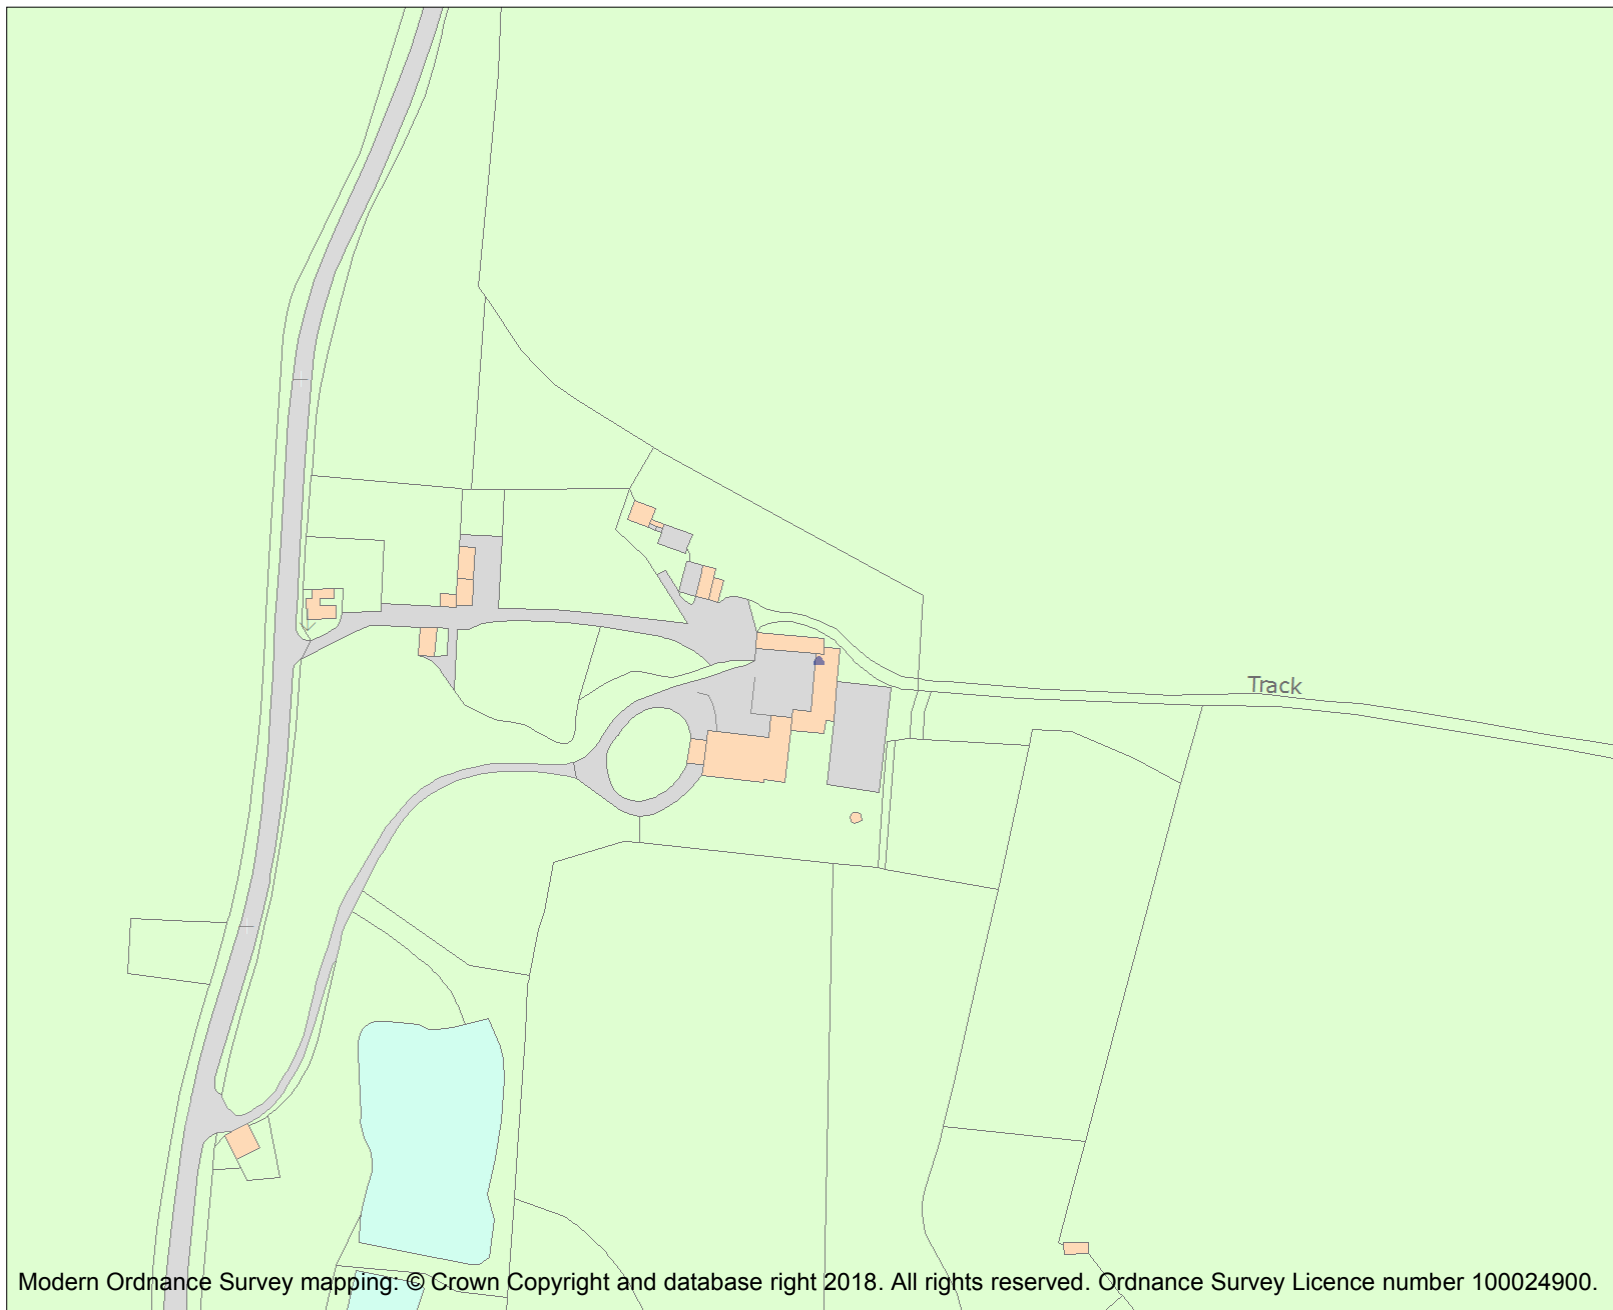 Track
Modern Ordnance Survey mapping: © Crown Copyright and database right 2018. All rights reserved. Ordnance Survey Licence number 100024900.